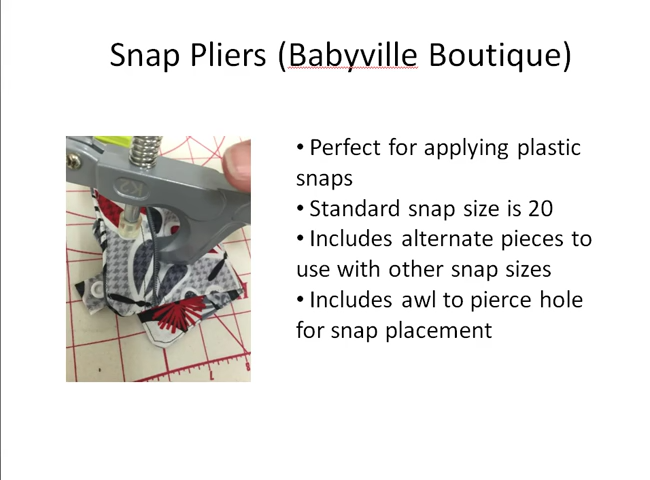 Snap Pliers (Babyville Boutique)
• Perfect for applying plastic
snaps
• Standard snap size is 20
• Includes alternate pieces to
use with other snap sizes
• Includes awl to pierce hole
for snap placement